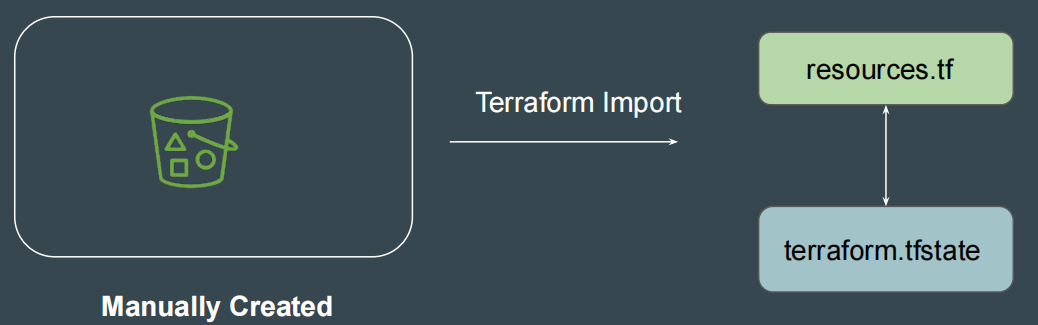 Terraform Import
resources.tf
terraform.tfstate
Manually Created